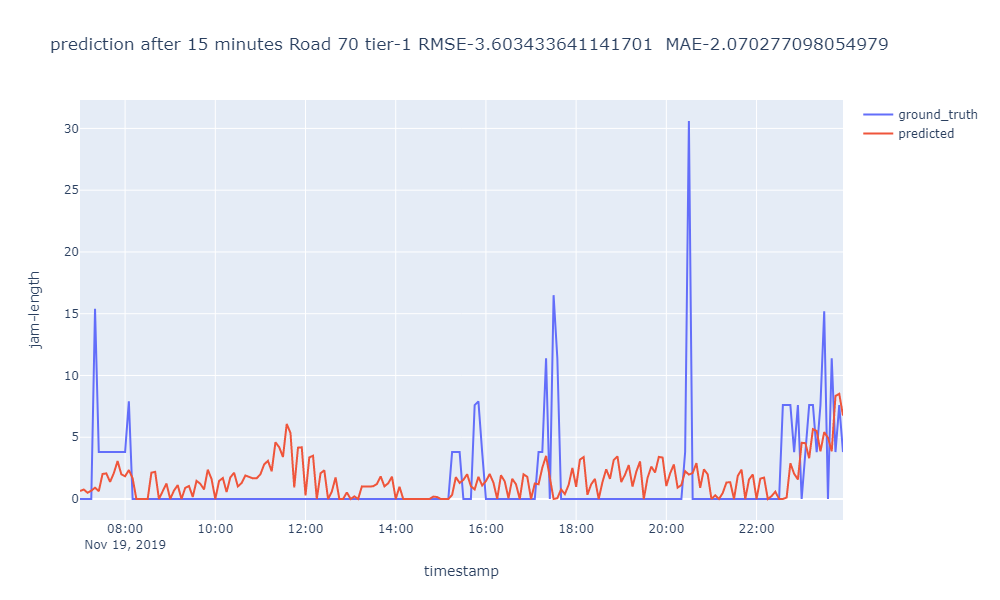 prediction after 15 minutes Road 70 tier-1 RMSE-3.603433641141701  MAE-2.070277098054979
ground_truth
predicted
jam-length
30
25
20
15
10
5
0
08:00
10:00
12:00
14:00
16:00
18:00
20:00
22:00
Nov 19, 2019
timestamp